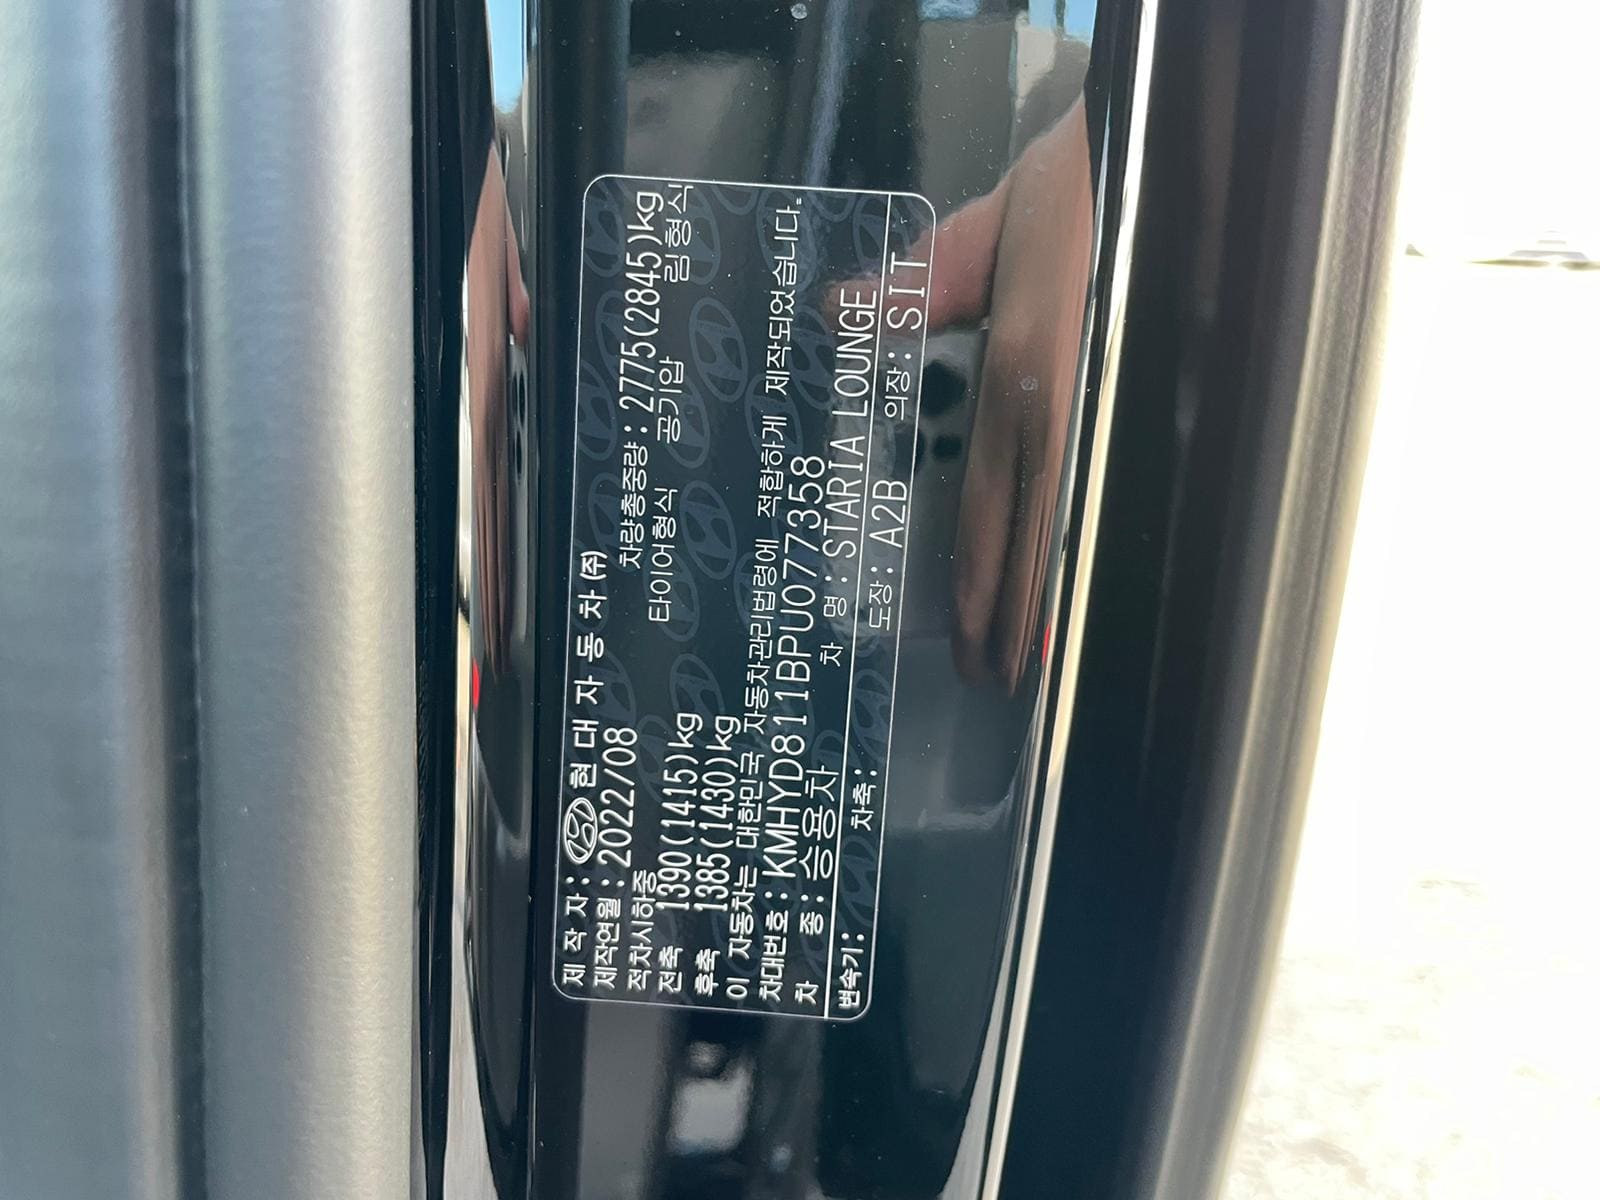 제 작 자 : 현 대 자 동 차 (주)
제작연월 : 2022/08 차량총중량 : 2775(2845)kg
적차시하중 타이어형식 공기압 림형식
전축 1390(1415)kg
후축 1385(1430)kg
이 자동차는 대한민국 자동차관리법령에 적합하게 제작되었습니다.
차대번호 : KMHYD811BPU077358
차 종 : 승용차 차 명 : STARIA LOUNGE
변속기 : 차축 : 도장 : A2B 의장 : SIT